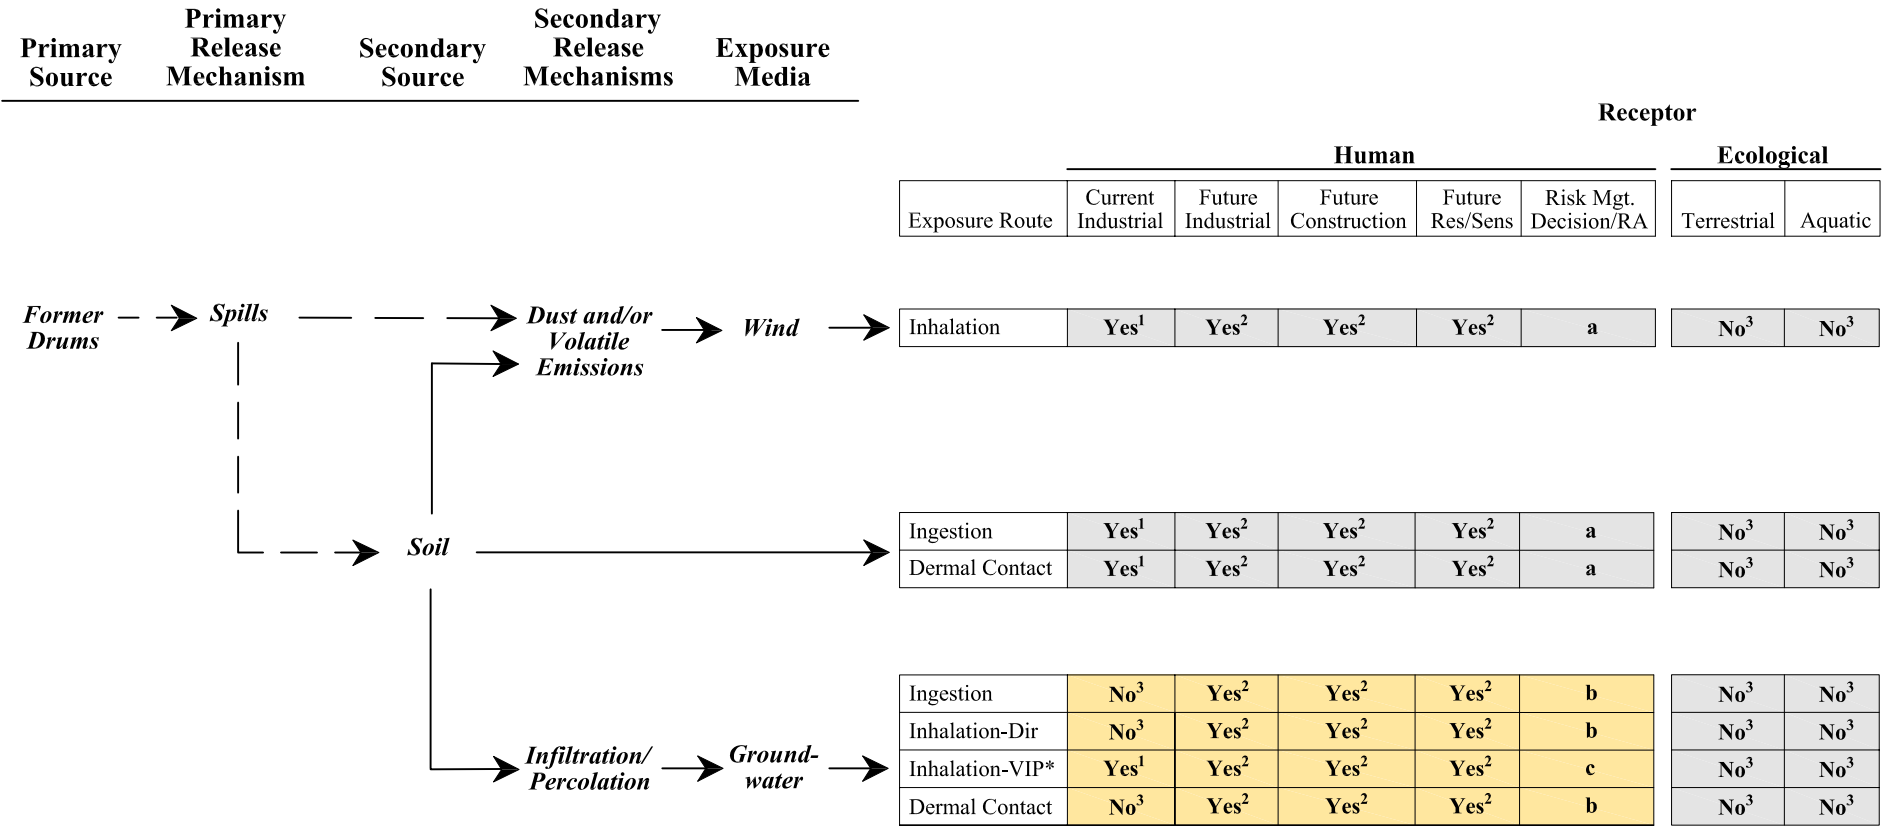 Primary
Source
Primary
Release
Mechanism
Secondary
Source
Secondary
Release
Mechanisms
Exposure
Media
Receptor
Human
Ecological
Exposure Route
Current
Industrial
Future
Industrial
Future
Construction
Future
Res/Sens
Risk Mgt.
Decision/RA
Terrestrial
Aquatic
Former
Drums
Spills
Dust and/or
Volatile
Emissions
Wind
Inhalation Yes¹ Yes² Yes² Yes² a No³ No³
Soil
Ingestion Yes¹ Yes² Yes² Yes² a No³ No³
Dermal Contact Yes¹ Yes² Yes² Yes² a No³ No³
Infiltration/
Percolation
Ground-
water
Ingestion No³ Yes² Yes² Yes² b No³ No³
Inhalation-Dir No³ Yes² Yes² Yes² b No³ No³
Inhalation-VIP* Yes¹ Yes² Yes² Yes² c No³ No³
Dermal Contact No³ Yes² Yes² Yes² b No³ No³